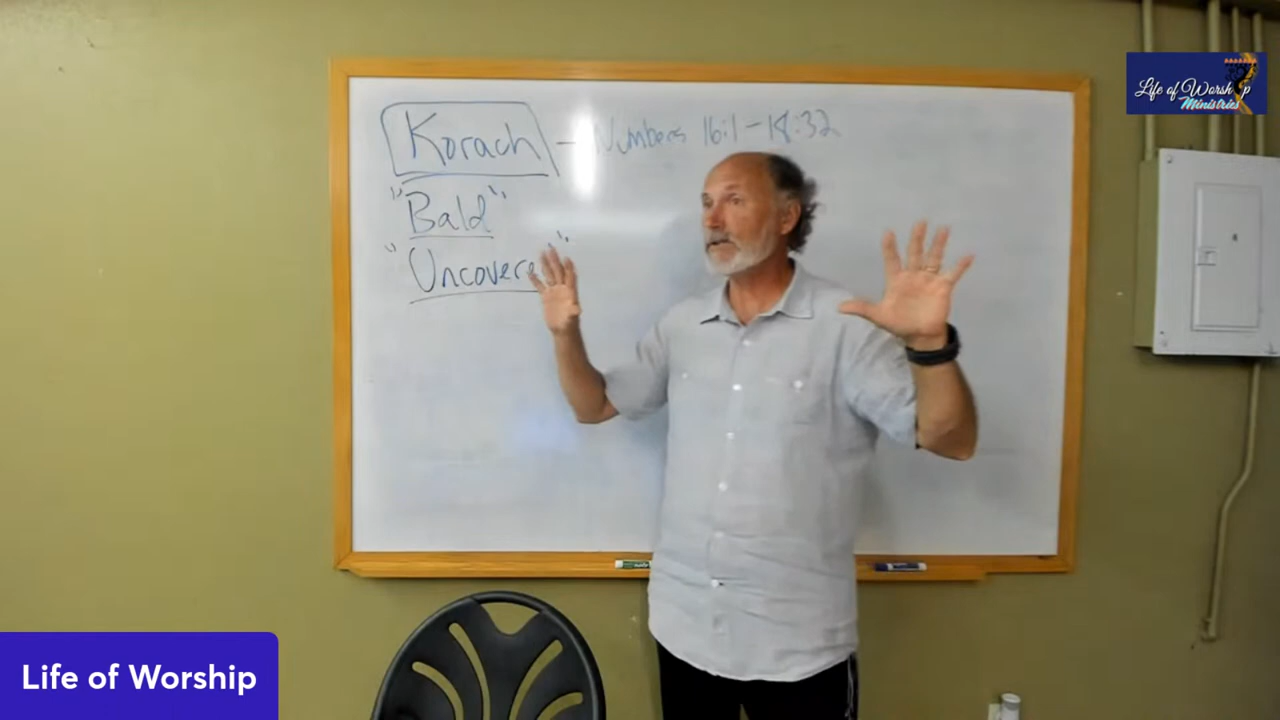 Korach – Numbers 16:1–18:32
"Bald"
"Uncovere "
Life of Worship
Ministries
Life of Worship